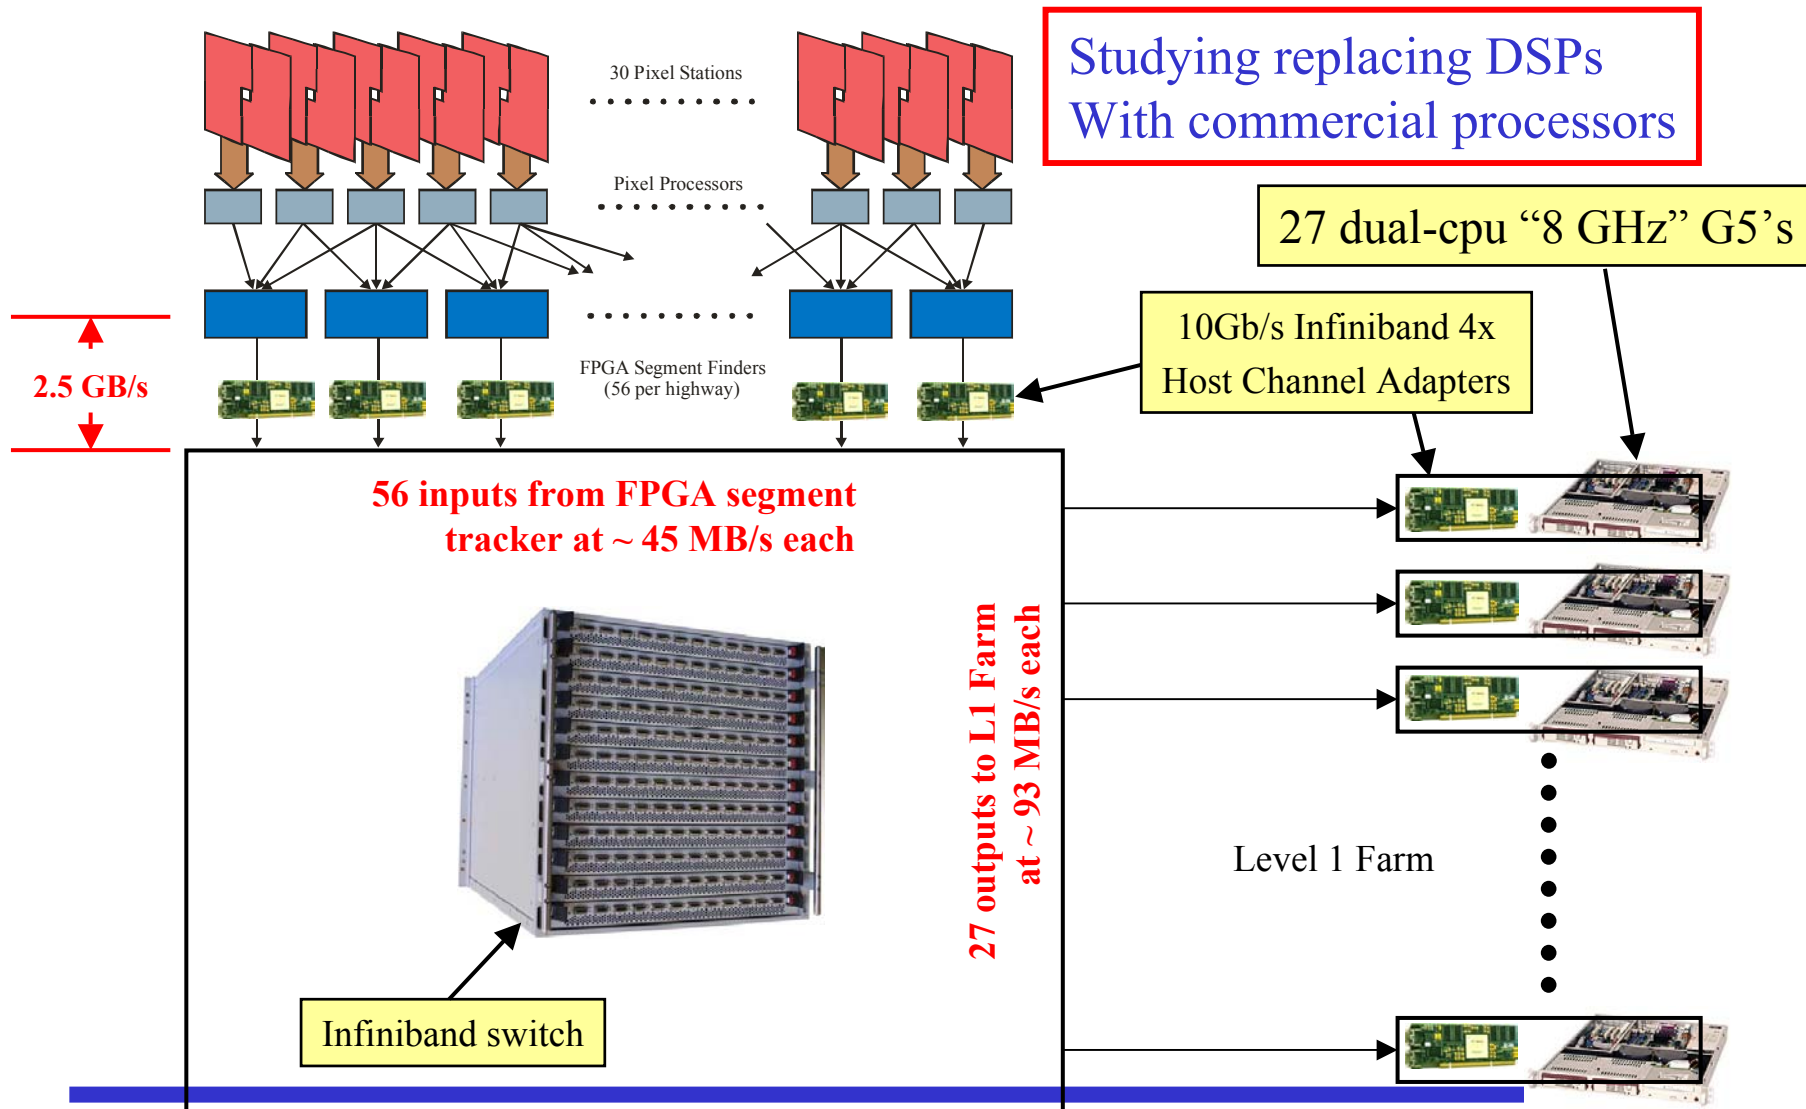 Studying replacing DSPs
With commercial processors
30 Pixel Stations
Pixel Processors
27 dual-cpu “8 GHz” G5’s
10Gb/s Infiniband 4x
Host Channel Adapters
2.5 GB/s
FPGA Segment Finders
(56 per highway)
56 inputs from FPGA segment
tracker at ~ 45 MB/s each
27 outputs to L1 Farm
at ~ 93 MB/s each
Level 1 Farm
Infiniband switch